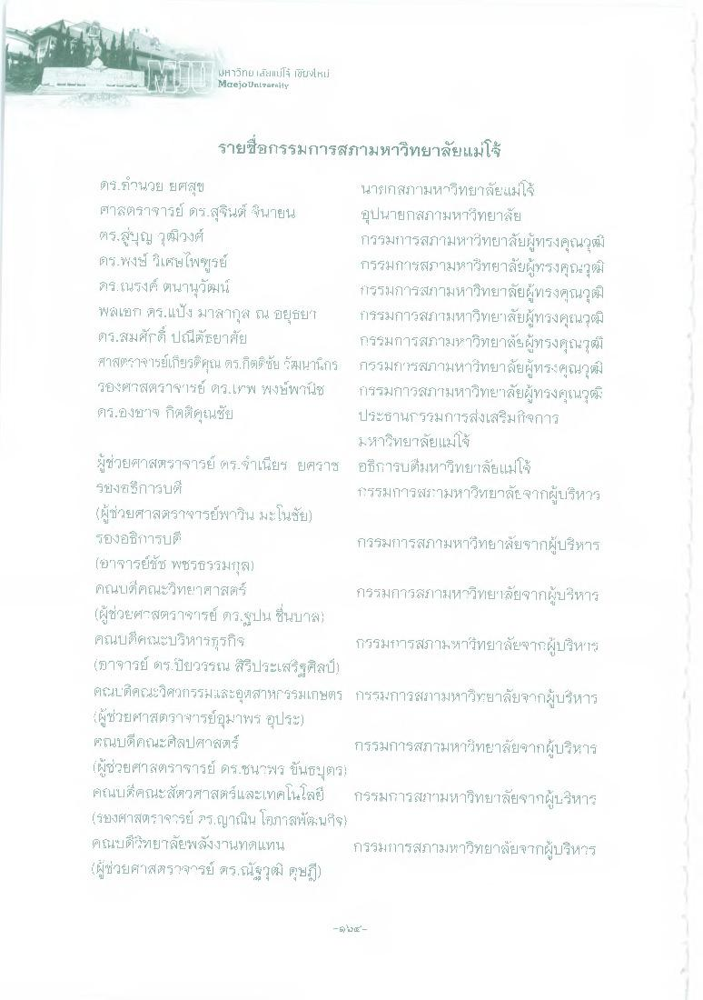 MJU มหาวิทยาลัยแม่โจ้ เชียงใหม่
Maejo University
รายชื่อกรรมการสภามหาวิทยาลัยแม่โจ้
ดร.อำนวย ยศสุข นายกสภามหาวิทยาลัยแม่โจ้
ศาสตราจารย์ ดร.สุจินต์ จินายน อุปนายกสภามหาวิทยาลัย
ดร.สู่บุญ วุฒิวงศ์ กรรมการสภามหาวิทยาลัยผู้ทรงคุณวุฒิ
ดร.พงษ์ วิเศษไพฑูรย์ กรรมการสภามหาวิทยาลัยผู้ทรงคุณวุฒิ
ดร.ณรงค์ ตนานุวัฒน์ กรรมการสภามหาวิทยาลัยผู้ทรงคุณวุฒิ
พลเอก ดร.แป้ง มาลากุล ณ อยุธยา กรรมการสภามหาวิทยาลัยผู้ทรงคุณวุฒิ
ดร.สมศักดิ์ ปณีตัธยาศัย กรรมการสภามหาวิทยาลัยผู้ทรงคุณวุฒิ
ศาสตราจารย์เกียรติคุณ ดร.กิตติชัย วัฒนานิกร กรรมการสภามหาวิทยาลัยผู้ทรงคุณวุฒิ
รองศาสตราจารย์ ดร.เทพ พงษ์พานิช กรรมการสภามหาวิทยาลัยผู้ทรงคุณวุฒิ
ดร.องอาจ กิตติคุณชัย ประธานกรรมการส่งเสริมกิจการ
มหาวิทยาลัยแม่โจ้
ผู้ช่วยศาสตราจารย์ ดร.จำเนียร ยศราช อธิการบดีมหาวิทยาลัยแม่โจ้
รองอธิการบดี กรรมการสภามหาวิทยาลัยจากผู้บริหาร
(ผู้ช่วยศาสตราจารย์พาวิน มะโนชัย)
รองอธิการบดี กรรมการสภามหาวิทยาลัยจากผู้บริหาร
(อาจารย์ชัช พชรธรรมกุล)
คณบดีคณะวิทยาศาสตร์ กรรมการสภามหาวิทยาลัยจากผู้บริหาร
(ผู้ช่วยศาสตราจารย์ ดร.ฐปน ชื่นบาล)
คณบดีคณะบริหารธุรกิจ กรรมการสภามหาวิทยาลัยจากผู้บริหาร
(อาจารย์ ดร.ปิยวรรณ สิริประเสริฐศิลป์)
คณบดีคณะวิศวกรรมและอุตสาหกรรมเกษตร กรรมการสภามหาวิทยาลัยจากผู้บริหาร
(ผู้ช่วยศาสตราจารย์อุมาพร อุประ)
คณบดีคณะศิลปศาสตร์ กรรมการสภามหาวิทยาลัยจากผู้บริหาร
(ผู้ช่วยศาสตราจารย์ ดร.ชนาพร ขันธบุตร)
คณบดีคณะสัตวศาสตร์และเทคโนโลยี กรรมการสภามหาวิทยาลัยจากผู้บริหาร
(รองศาสตราจารย์ ดร.ญาณิน โอภาสพัฒนกิจ)
คณบดีวิทยาลัยพลังงานทดแทน กรรมการสภามหาวิทยาลัยจากผู้บริหาร
(ผู้ช่วยศาสตราจารย์ ดร.ณัฐวุฒิ ดุษฎี)
-๑๖๔-